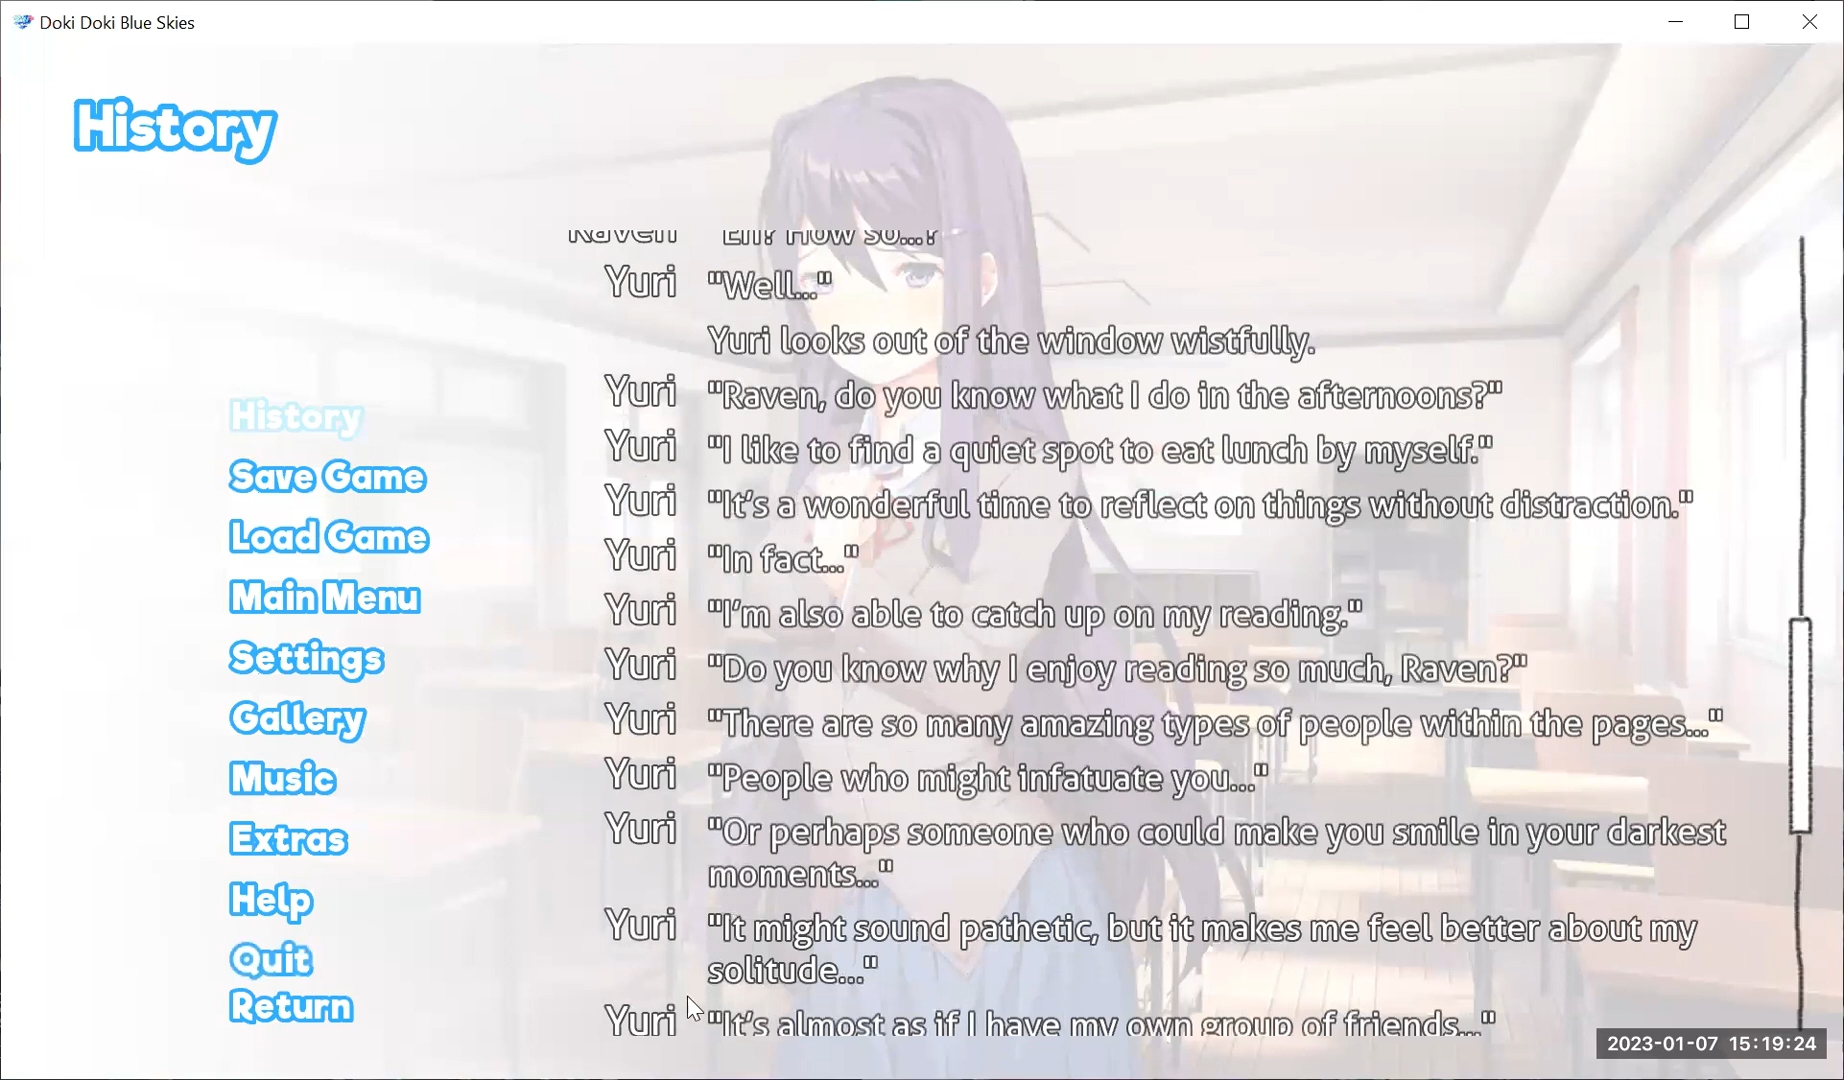 Doki Doki Blue Skies
History
Raven "Eh? How so...?"
Yuri "Well..."
Yuri looks out of the window wistfully.
Yuri "Raven, do you know what I do in the afternoons?"
Yuri "I like to find a quiet spot to eat lunch by myself."
Yuri "It's a wonderful time to reflect on things without distraction."
Yuri "In fact..."
Yuri "I'm also able to catch up on my reading."
Yuri "Do you know why I enjoy reading so much, Raven?"
Yuri "There are so many amazing types of people within the pages..."
Yuri "People who might infatuate you..."
Yuri "Or perhaps someone who could make you smile in your darkest
moments..."
Yuri "It might sound pathetic, but it makes me feel better about my
solitude..."
Yuri "It's almost as if I have my own group of friends..."
History
Save Game
Load Game
Main Menu
Settings
Gallery
Music
Extras
Help
Quit
Return
2023-01-07 15:19:24